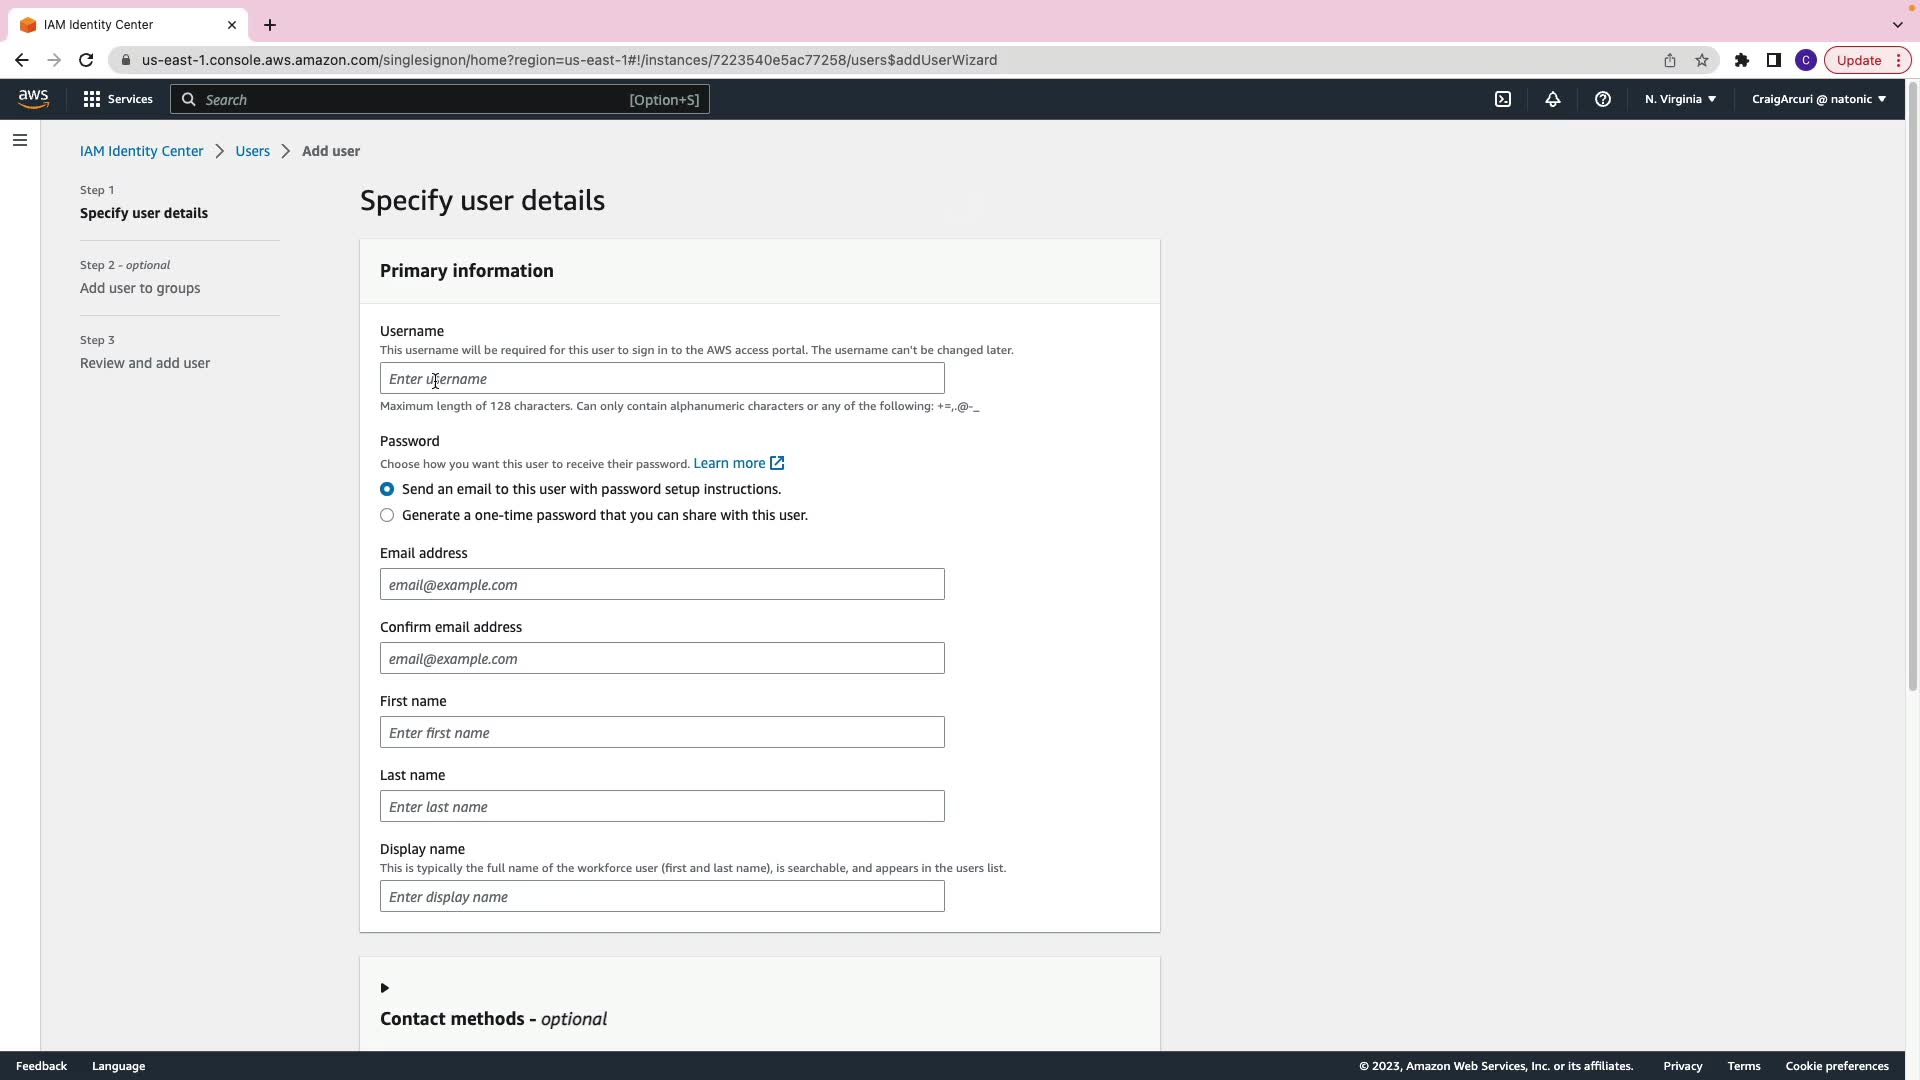 IAM Identity Center
us-east-1.console.aws.amazon.com/singlesignon/home?region=us-east-1#!/instances/7223540e5ac77258/users$addUserWizard
C
Update
aws
Services
Search
[Option+S]
N. Virginia
CraigArcuri @ natonic
IAM Identity Center
Users
Add user
Step 1
Specify user details
Step 2 - optional
Add user to groups
Step 3
Review and add user
Specify user details
Primary information
Username
This username will be required for this user to sign in to the AWS access portal. The username can't be changed later.
Enter username
Maximum length of 128 characters. Can only contain alphanumeric characters or any of the following: +=,.@-_
Password
Choose how you want this user to receive their password. Learn more
Send an email to this user with password setup instructions.
Generate a one-time password that you can share with this user.
Email address
email@example.com
Confirm email address
email@example.com
First name
Enter first name
Last name
Enter last name
Display name
This is typically the full name of the workforce user (first and last name), is searchable, and appears in the users list.
Enter display name
Contact methods - optional
Feedback
Language
© 2023, Amazon Web Services, Inc. or its affiliates.
Privacy
Terms
Cookie preferences